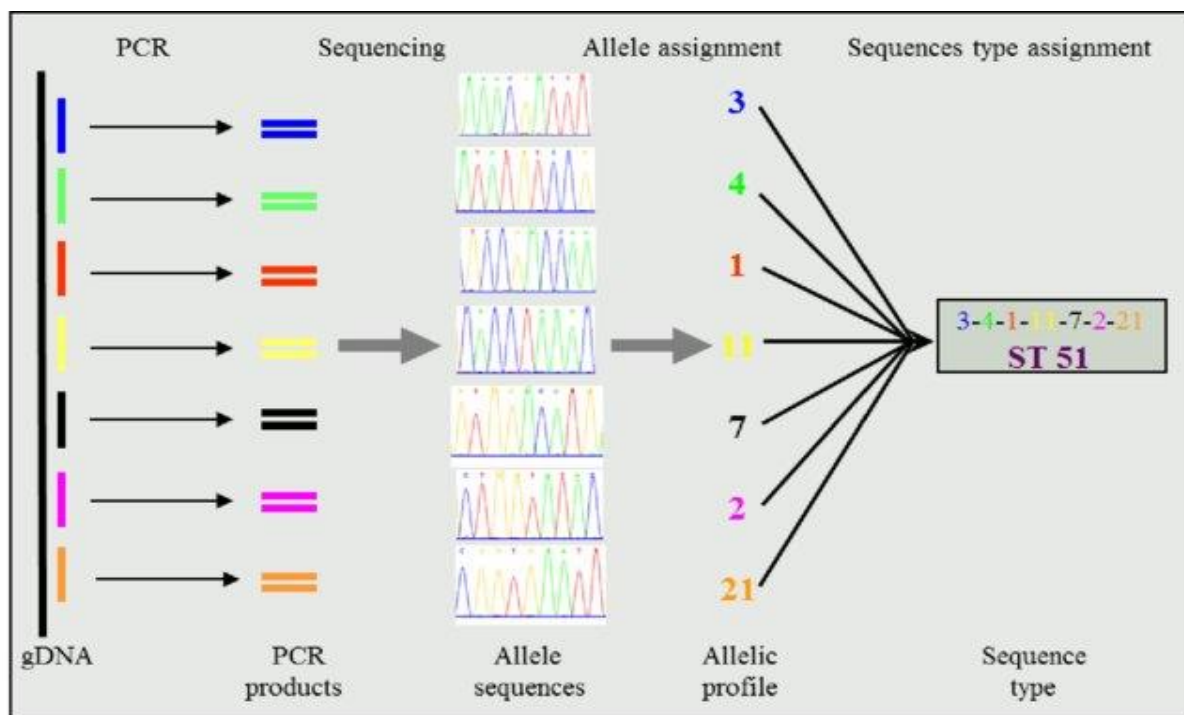 PCR
Sequencing
Allele assignment
Sequences type assignment
3
4
1
11
7
2
21
3-4-1-11-7-2-21
ST 51
gDNA
PCR
products
Allele
sequences
Allelic
profile
Sequence
type